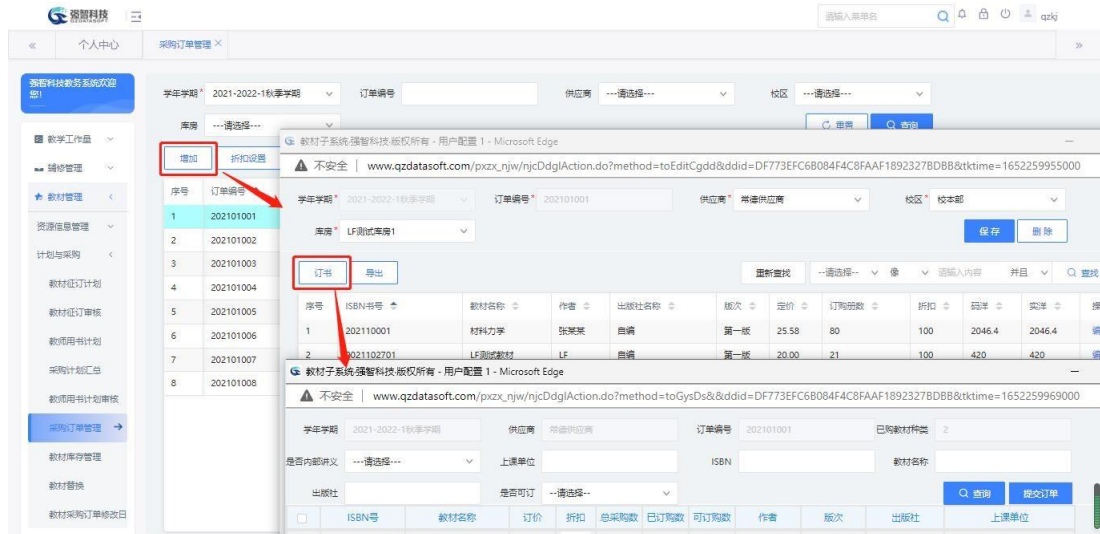 强智科技
QZDATASOFT
请输入菜单名
qzkj
个人中心
采购订单管理 ×
强智科技教务系统欢迎您!
学年学期* 2021-2022-1秋季学期 订单编号 供应商 ---请选择--- 校区 ---请选择---
库房 ---请选择--- 重置 查询
增加 折扣设置
序号 订单编号
1 202101001
2 202101002
3 202101003
4 202101004
5 202101005
6 202101006
7 202101007
8 202101008
教学工作量
辅修管理
教材管理
资源信息管理
计划与采购
教材征订计划
教材征订审核
教师用书计划
采购计划汇总
教师用书计划审核
采购订单管理
教材库存管理
教材替换
教材采购订单修改日
教材子系统-强智科技-版权所有 - 用户配置 1 - Microsoft Edge
不安全 | www.qzdatasoft.com/pxzx_njw/njcDdglAction.do?method=toEditCgdd&ddid=DF773EFC6B084F4C8FAAF1892327BDBB&tktime=1652259955000
学年学期* 2021-2022-1秋季学期 订单编号* 202101001 供应商* 常德供应商 校区* 校本部
库房* LF测试库房1 保存 删除
订书 导出 重新查找 --请选择-- 像 请输入内容 并且 查找
序号 ISBN书号 教材名称 作者 出版社名称 版次 定价 订购册数 折扣 码洋 实洋
1 202110001 材料力学 张某某 自编 第一版 25.58 80 100 2046.4 2046.4
2 2021102701 LF测试教材 LF 自编 第一版 20.00 21 100 420 420
教材子系统-强智科技-版权所有 - 用户配置 1 - Microsoft Edge
不安全 | www.qzdatasoft.com/pxzx_njw/njcDdglAction.do?method=toGysDs&&ddid=DF773EFC6B084F4C8FAAF1892327BDBB&tktime=1652259969000
学年学期 2021-2022-1秋季学期 供应商 常德供应商 订单编号 202101001 已购教材种类 2
是否内部讲义 ---请选择--- 上课单位 ISBN 教材名称
出版社 是否可订 --请选择-- 查询 提交订单
ISBN号 教材名称 订价 折扣 总采购数 已订购数 可订购数 作者 版次 出版社 上课单位